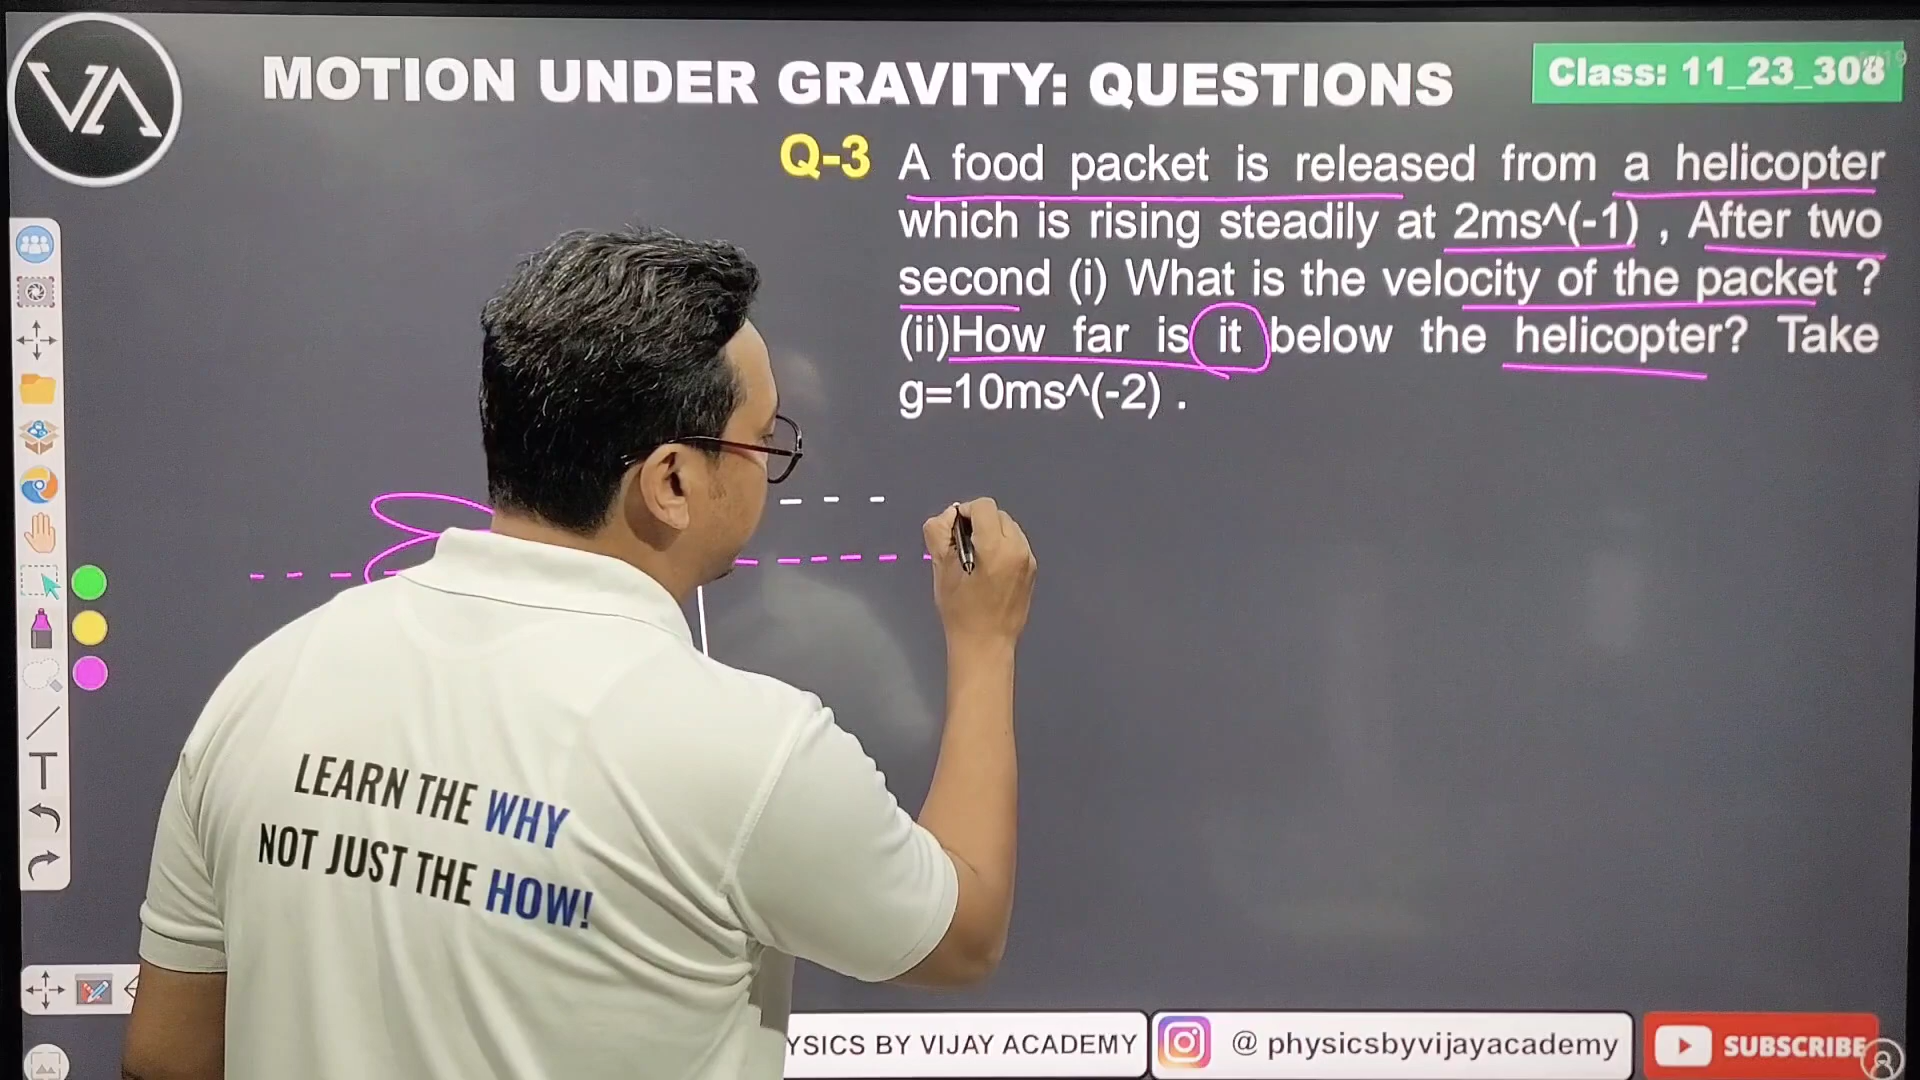 VA
MOTION UNDER GRAVITY: QUESTIONS
Class: 11_23_308
Q-3 A food packet is released from a helicopter
which is rising steadily at 2ms^(-1) , After two
second (i) What is the velocity of the packet ?
(ii)How far is it below the helicopter? Take
g=10ms^(-2) .
T
LEARN THE WHY
NOT JUST THE HOW!
YSICS BY VIJAY ACADEMY
@ physicsbyvijayacademy
SUBSCRIBE